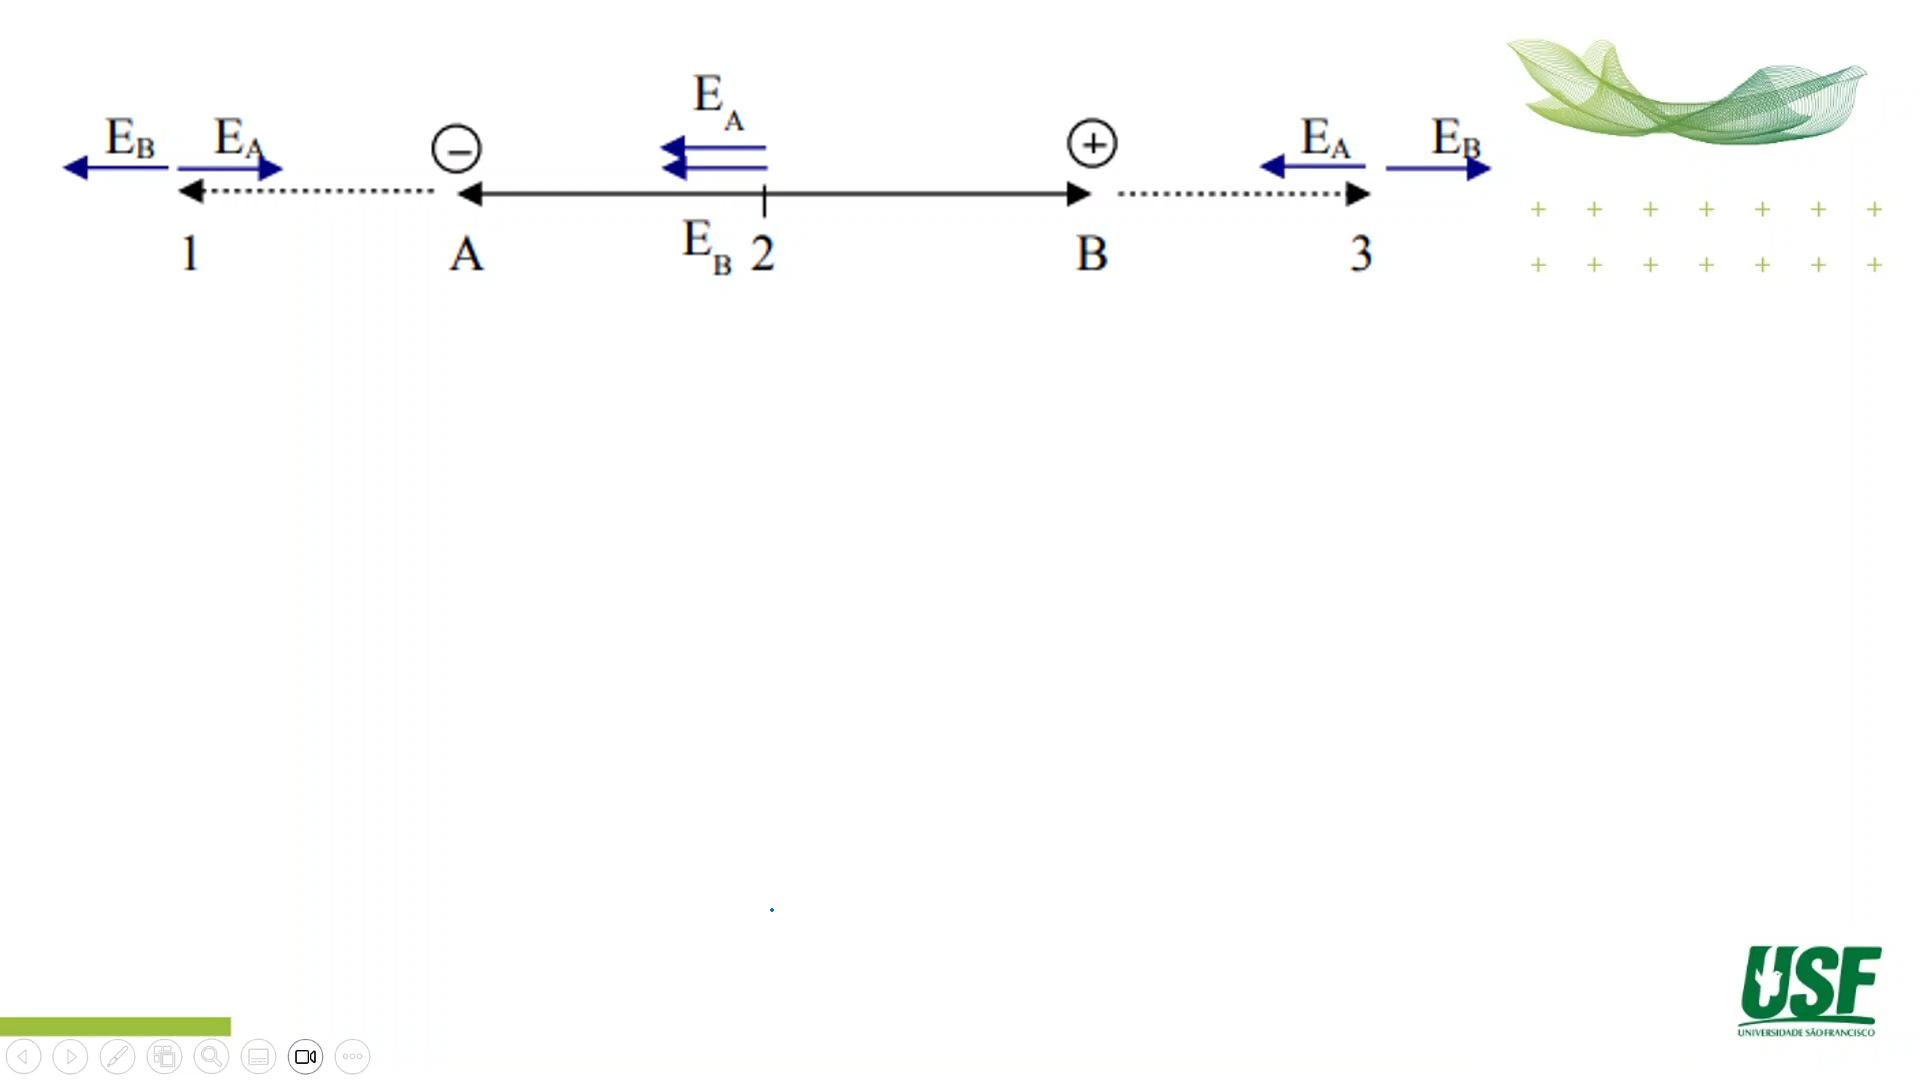 E_B E_A − E_A + E_A E_B
1 A E_B 2 B 3
USF
UNIVERSIDADE SÃO FRANCISCO